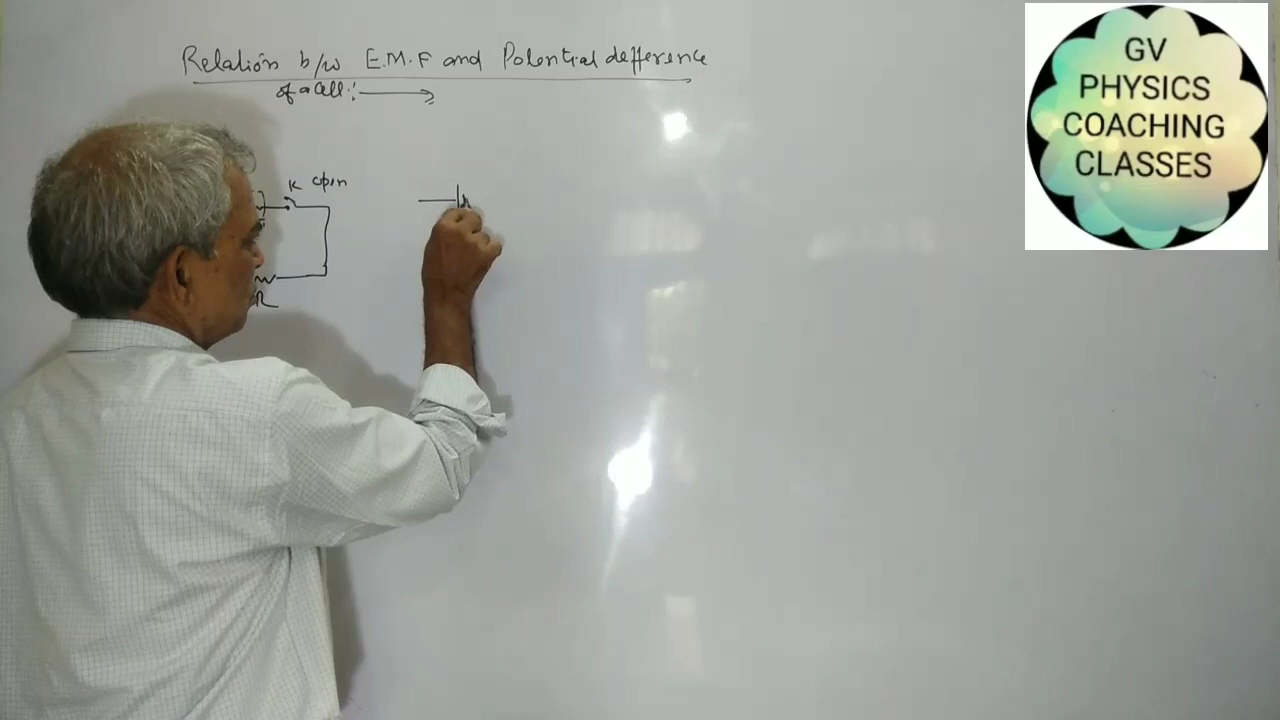 Relation b/w E.M.F and Potential difference
of a cell :⟶
K open
R
GV
PHYSICS
COACHING
CLASSES